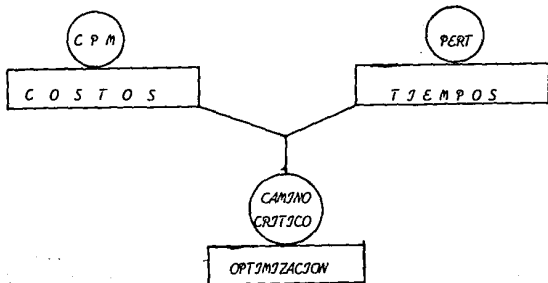 CPM
PERT
COSTOS
TIEMPOS
CAMINO
CRITICO
OPTIMIZACION